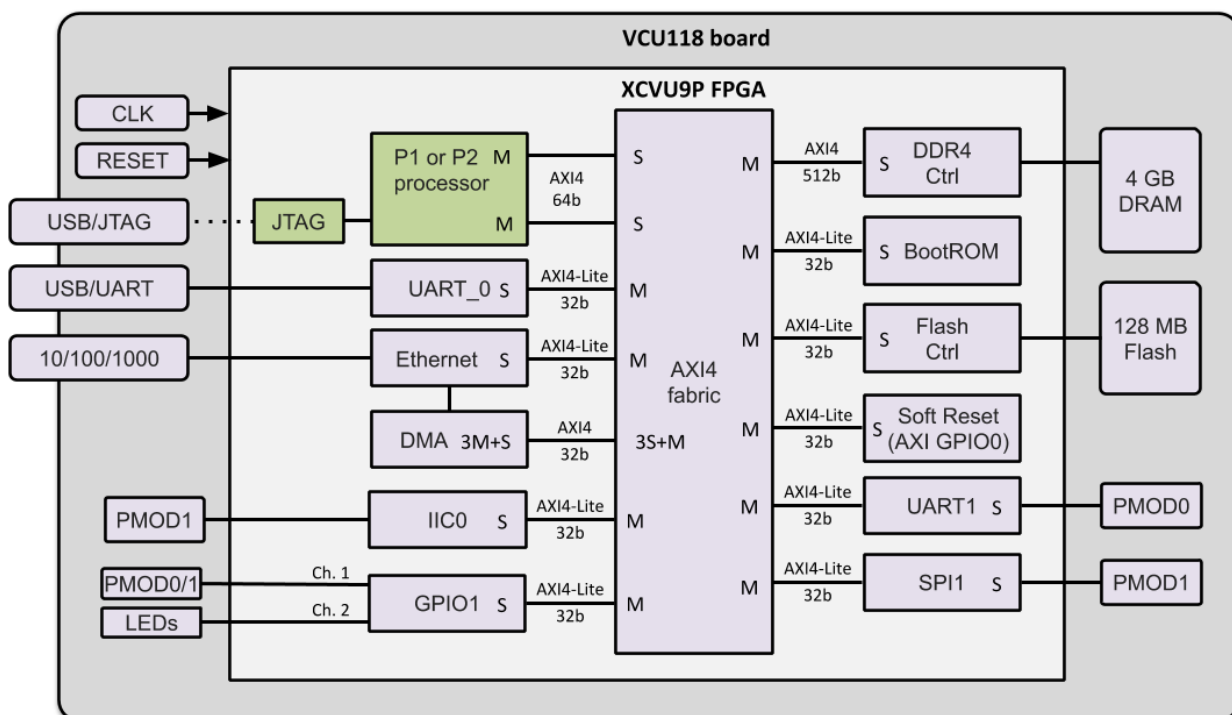 VCU118 board
XCVU9P FPGA
CLK
RESET
USB/JTAG
JTAG
P1 or P2
processor
M
M
AXI4
64b
S
S
USB/UART
UART_0 S
AXI4-Lite
32b
M
10/100/1000
Ethernet S
AXI4-Lite
32b
M
DMA 3M+S
AXI4
32b
3S+M
PMOD1
IIC0 S
AXI4-Lite
32b
M
PMOD0/1
LEDs
Ch. 1
Ch. 2
GPIO1 S
AXI4-Lite
32b
M
AXI4
fabric
M
AXI4
512b
S DDR4
Ctrl
4 GB
DRAM
M
AXI4-Lite
32b
S BootROM
M
AXI4-Lite
32b
S Flash
Ctrl
128 MB
Flash
M
AXI4-Lite
32b
S Soft Reset
(AXI GPIO0)
M
AXI4-Lite
32b
UART1 S
PMOD0
M
AXI4-Lite
32b
SPI1 S
PMOD1